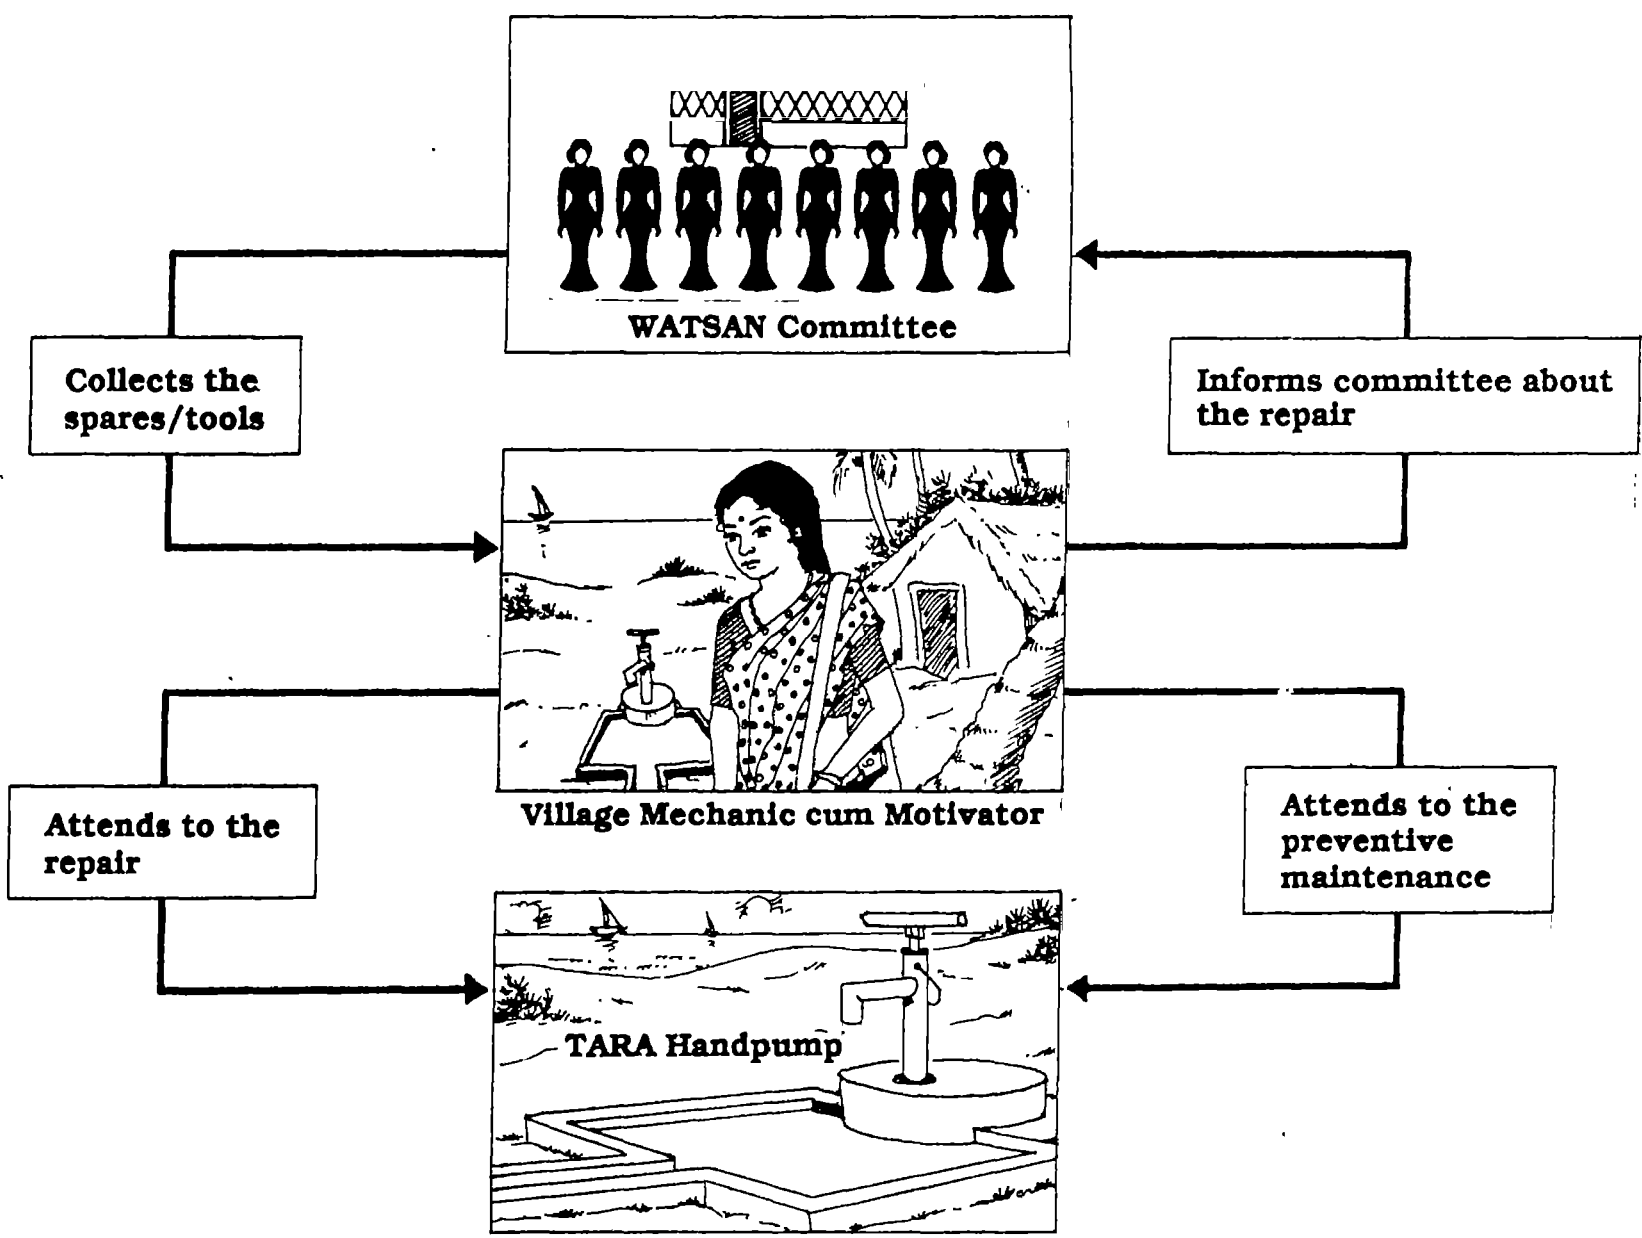 WATSAN Committee
Collects the
spares/tools
Informs committee about
the repair
Village Mechanic cum Motivator
Attends to the
repair
Attends to the
preventive
maintenance
TARA Handpump